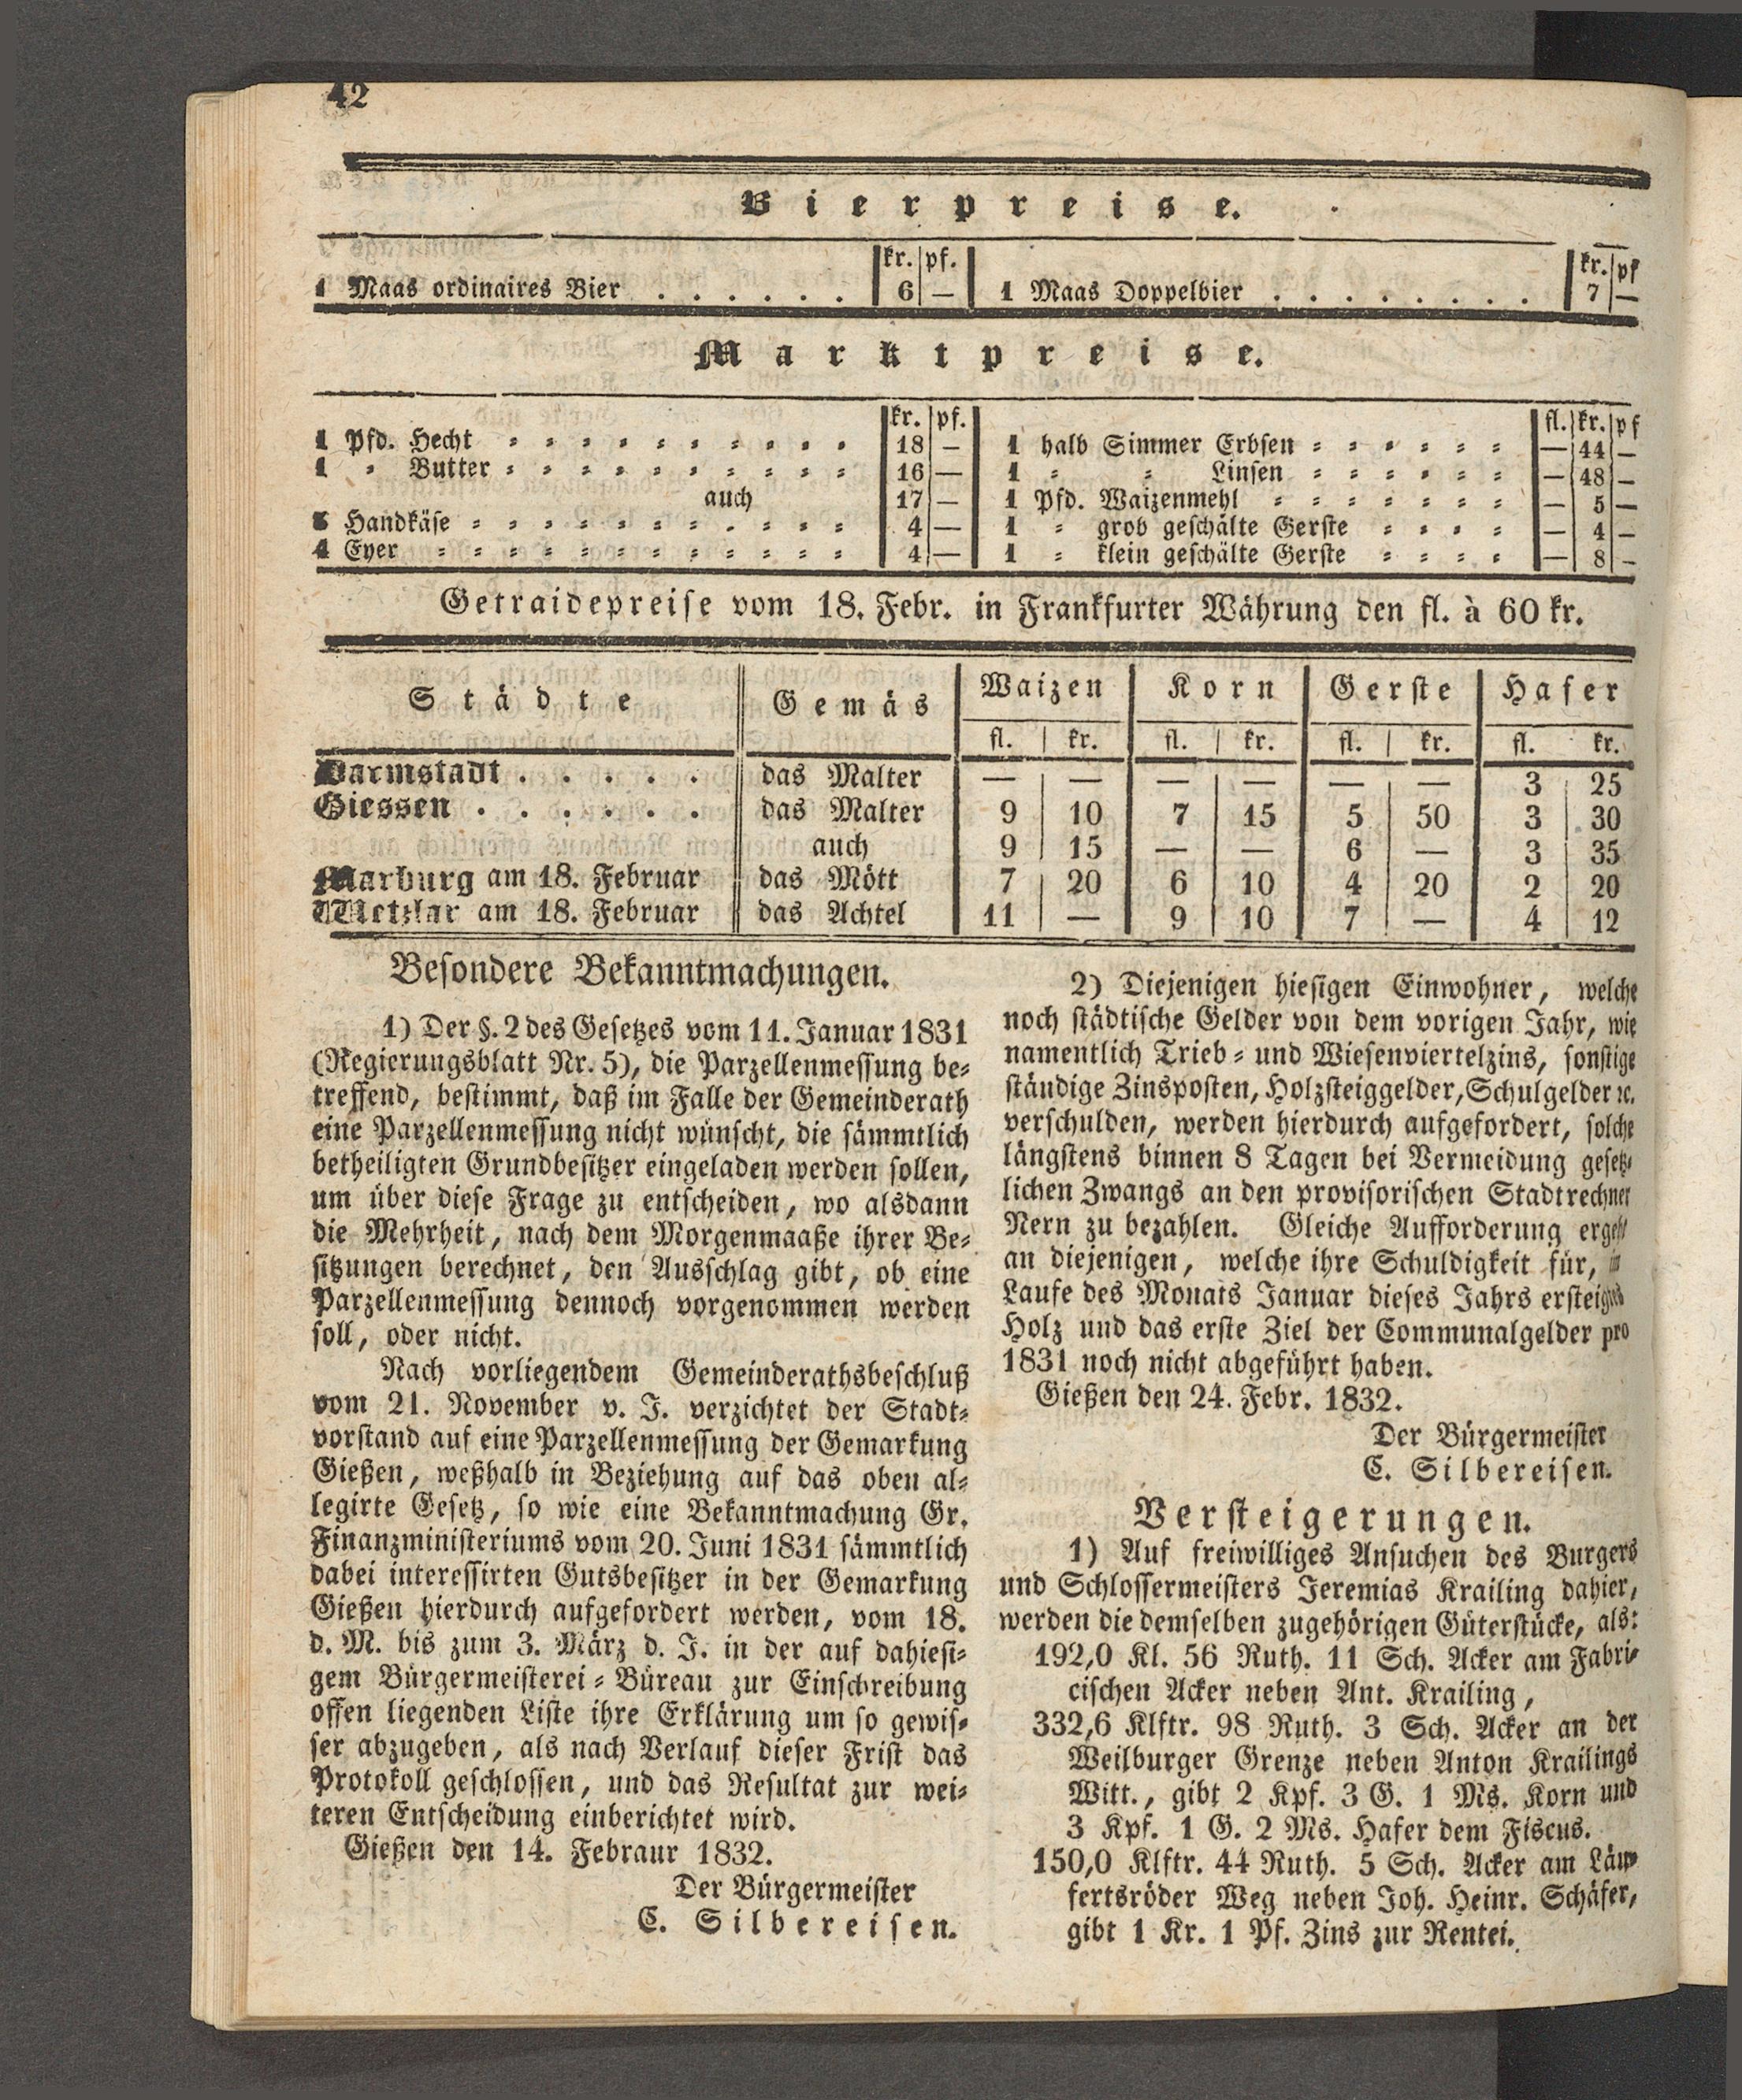 42
Bierpreise.
kr. pf. kr. pf
1 Maas ordinaires Bier . . . . . . 6 — 1 Maas Doppelbier . . . . . . . . 7 —
Marktpreise.
kr. pf. fl. kr. pf
1 Pfd. Hecht 18 — 1 halb Simmer Erbsen — 44 —
1 = Butter 16 — 1 = = Linsen — 48 —
auch 17 — 1 Pfd. Waizenmehl — 5 —
Handkäse 4 — 1 = grob geschälte Gerste — 4 —
4 Eyer 4 — 1 = klein geschälte Gerste — 8 —
Getraidepreise vom 18. Febr. in Frankfurter Währung den fl. à 60 kr.
Städte Gemäs Waizen Korn Gerste Hafer
fl. kr. fl. kr. fl. kr. fl. kr.
Darmstadt . . . . . das Malter — — — — — — 3 25
Giessen . . . . . . das Malter 9 10 7 15 5 50 3 30
auch 9 15 — — 6 — 3 35
Marburg am 18. Februar das Mött 7 20 6 10 4 20 2 20
Wetzlar am 18. Februar das Achtel 11 — 9 10 7 — 4 12
Besondere Bekanntmachungen.
1) Der §. 2 des Gesetzes vom 11. Januar 1831
(Regierungsblatt Nr. 5), die Parzellenmessung be=
treffend, bestimmt, daß im Falle der Gemeinderath
eine Parzellenmessung nicht wünscht, die sämmtlich
betheiligten Grundbesitzer eingeladen werden sollen,
um über diese Frage zu entscheiden, wo alsdann
die Mehrheit, nach dem Morgenmaaße ihrer Be=
sitzungen berechnet, den Ausschlag gibt, ob eine
Parzellenmessung dennoch vorgenommen werden
soll, oder nicht.
Nach vorliegendem Gemeinderathsbeschluß
vom 21. November v. J. verzichtet der Stadt=
vorstand auf eine Parzellenmessung der Gemarkung
Gießen, weßhalb in Beziehung auf das oben al=
legirte Gesetz, so wie eine Bekanntmachung Gr.
Finanzministeriums vom 20. Juni 1831 sämmtlich
dabei interessirten Gutsbesitzer in der Gemarkung
Gießen hierdurch aufgefordert werden, vom 18.
d. M. bis zum 3. März d. J. in der auf dahiesi=
gem Bürgermeisterei=Büreau zur Einschreibung
offen liegenden Liste ihre Erklärung um so gewis=
ser abzugeben, als nach Verlauf dieser Frist das
Protokoll geschlossen, und das Resultat zur wei=
teren Entscheidung einberichtet wird.
Gießen den 14. Febraur 1832.
Der Bürgermeister
C. Silbereisen.
2) Diejenigen hiesigen Einwohner, welche
noch städtische Gelder von dem vorigen Jahr, wie
namentlich Trieb= und Wiesenviertelzins, sonstige
ständige Zinsposten, Holzsteiggelder, Schulgelder ꝛc.
verschulden, werden hierdurch aufgefordert, solche
längstens binnen 8 Tagen bei Vermeidung gesetz=
lichen Zwangs an den provisorischen Stadtrechner
Nern zu bezahlen. Gleiche Aufforderung ergeht
an diejenigen, welche ihre Schuldigkeit für, im
Laufe des Monats Januar dieses Jahrs ersteigtes
Holz und das erste Ziel der Communalgelder pro
1831 noch nicht abgeführt haben.
Gießen den 24. Febr. 1832.
Der Bürgermeister
C. Silbereisen.
Versteigerungen.
1) Auf freiwilliges Ansuchen des Burgers
und Schlossermeisters Jeremias Krailing dahier,
werden die demselben zugehörigen Güterstücke, als:
192,0 Kl. 56 Ruth. 11 Sch. Acker am Fabri=
cischen Acker neben Ant. Krailing,
332,6 Klftr. 98 Ruth. 3 Sch. Acker an der
Weilburger Grenze neben Anton Krailings
Witt., gibt 2 Kpf. 3 G. 1 Ms. Korn und
3 Kpf. 1 G. 2 Ms. Hafer dem Fiscus.
150,0 Klftr. 44 Ruth. 5 Sch. Acker am Läu=
fertsröder Weg neben Joh. Heinr. Schäfer,
gibt 1 Kr. 1 Pf. Zins zur Rentei.